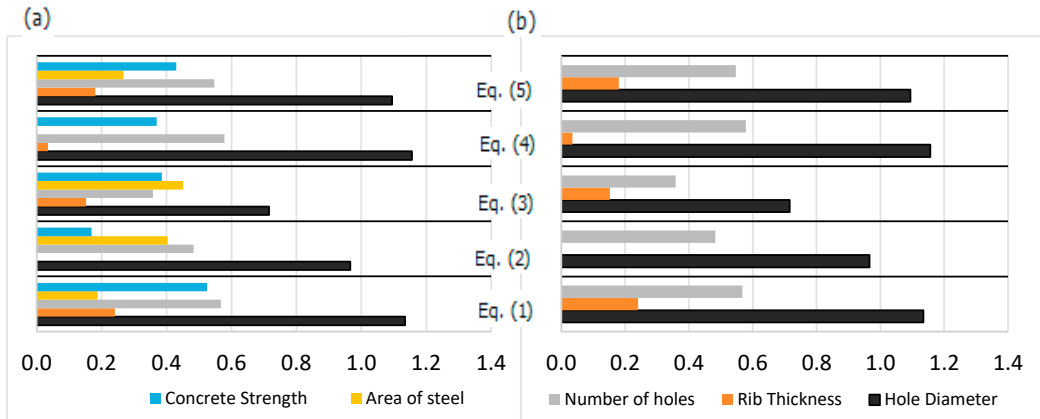 (a) (b)
Eq. (5)
Eq. (4)
Eq. (3)
Eq. (2)
Eq. (1)
0.0 0.2 0.4 0.6 0.8 1.0 1.2 1.4 0.0 0.2 0.4 0.6 0.8 1.0 1.2 1.4
Concrete Strength Area of steel Number of holes Rib Thickness Hole Diameter